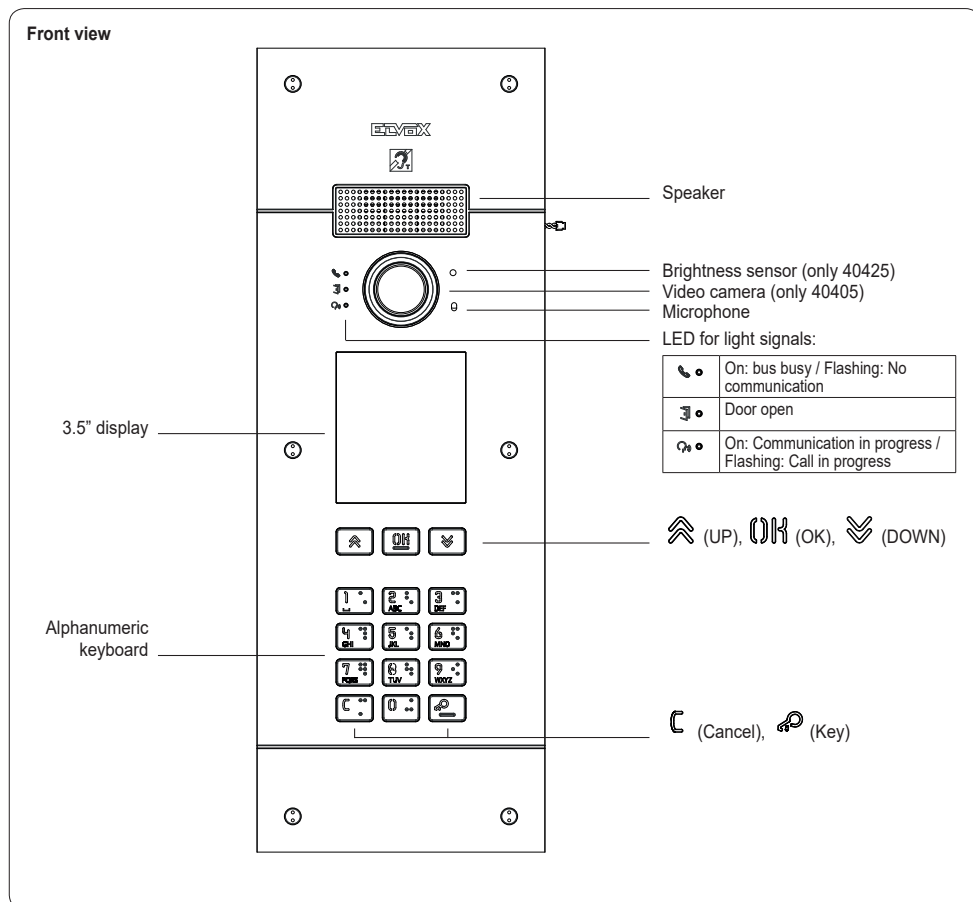 Front view
ELVOX
T
Speaker
Brightness sensor (only 40425)
Video camera (only 40405)
Microphone
LED for light signals:
On: bus busy / Flashing: No
communication
Door open
On: Communication in progress /
Flashing: Call in progress
3.5” display
OK
(UP), OK (OK), (DOWN)
1 2 ABC 3 DEF
Alphanumeric
keyboard
4 GHI 5 JKL 6 MNO
7 PQRS 8 TUV 9 WXYZ
C 0
C (Cancel), (Key)